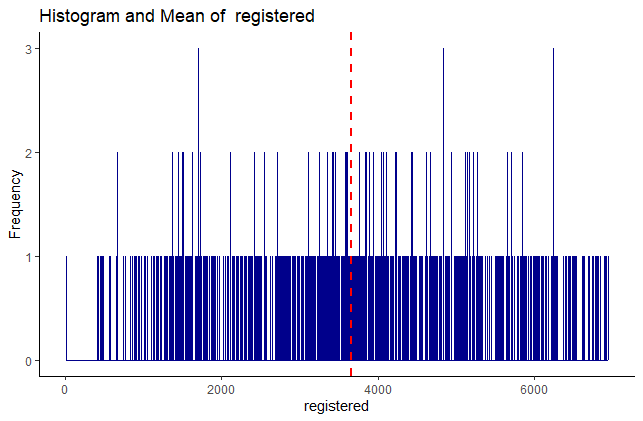 Histogram and Mean of  registered
3
2
1
0
Frequency
0 2000 4000 6000
registered